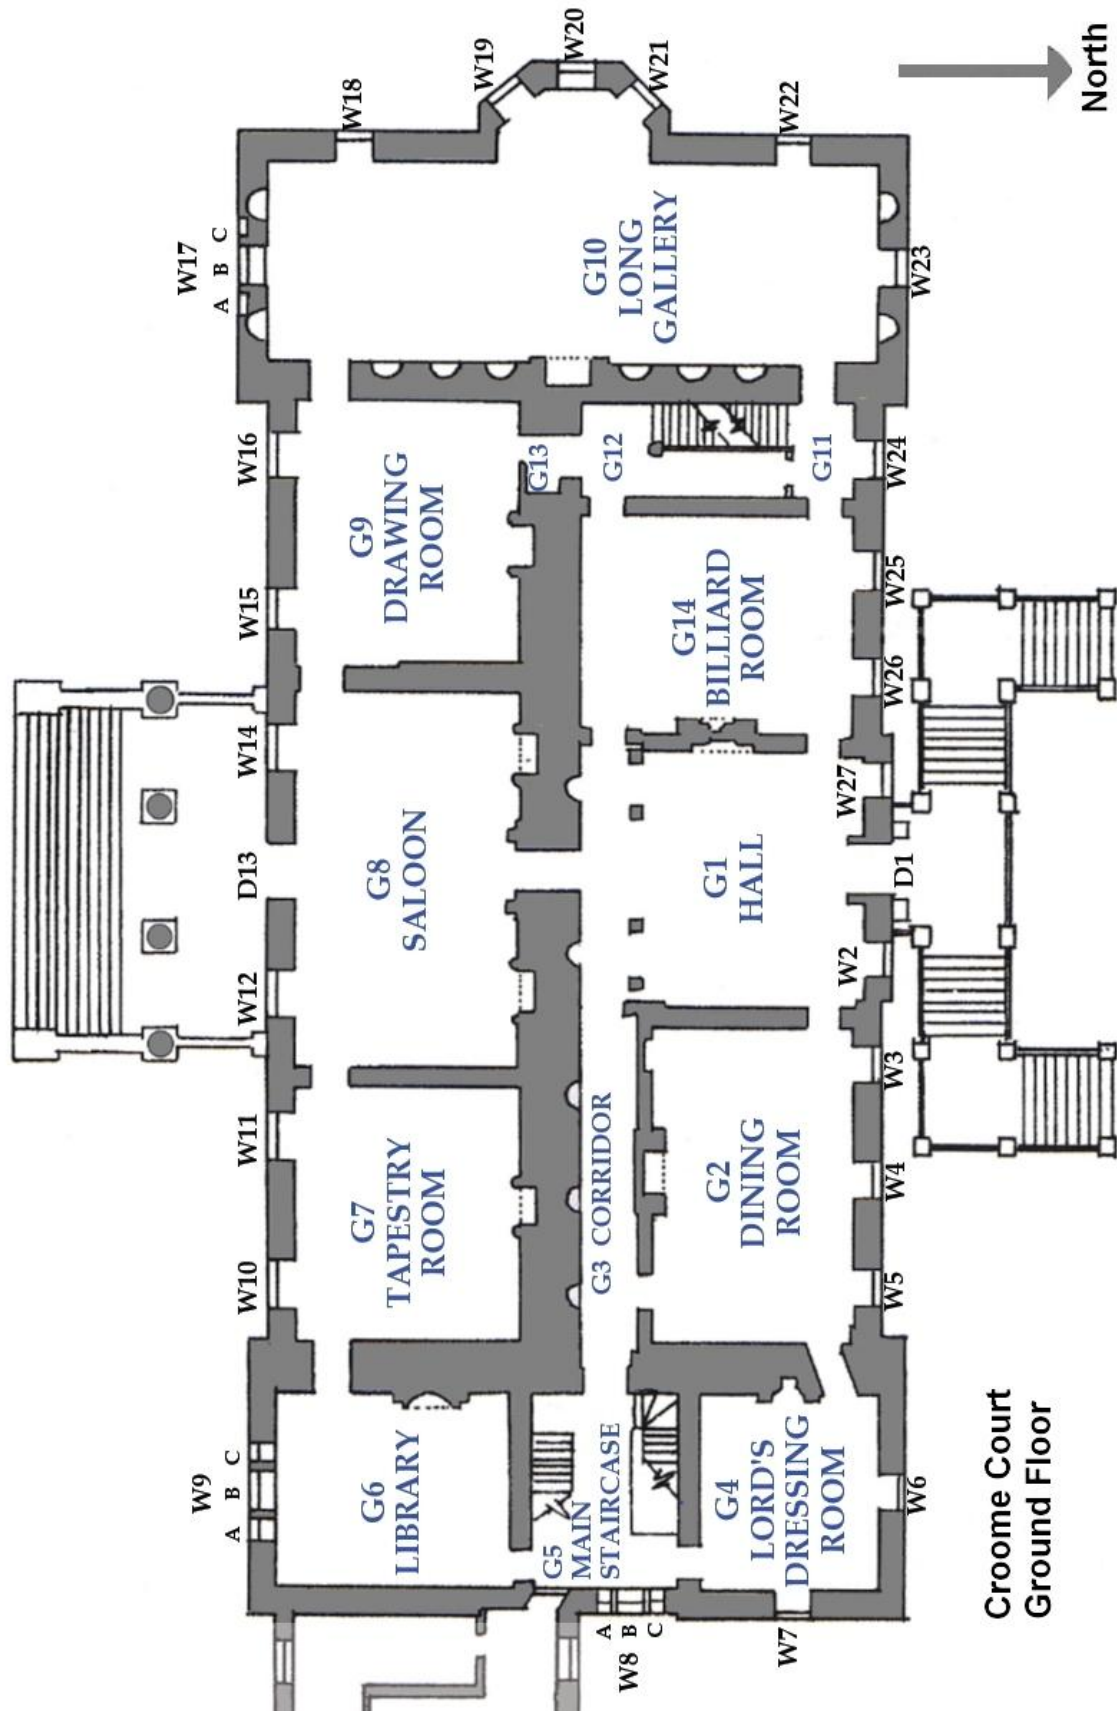 W17
A B C
W18
W19
W20
W21
W22
W23
G10
LONG
GALLERY
W16
W15
G9
DRAWING
ROOM
G13
G12
G11
W24
W25
W26
G14
BILLIARD
ROOM
W14
D13
W12
G8
SALOON
G1
HALL
W27
D1
W2
W11
W10
G7
TAPESTRY
ROOM
G3 CORRIDOR
G2
DINING
ROOM
W3
W4
W5
W9
A B C
G6
LIBRARY
G5
MAIN
STAIRCASE
G4
LORD'S
DRESSING
ROOM
W6
W7
W8
A B C
Croome Court
Ground Floor
North